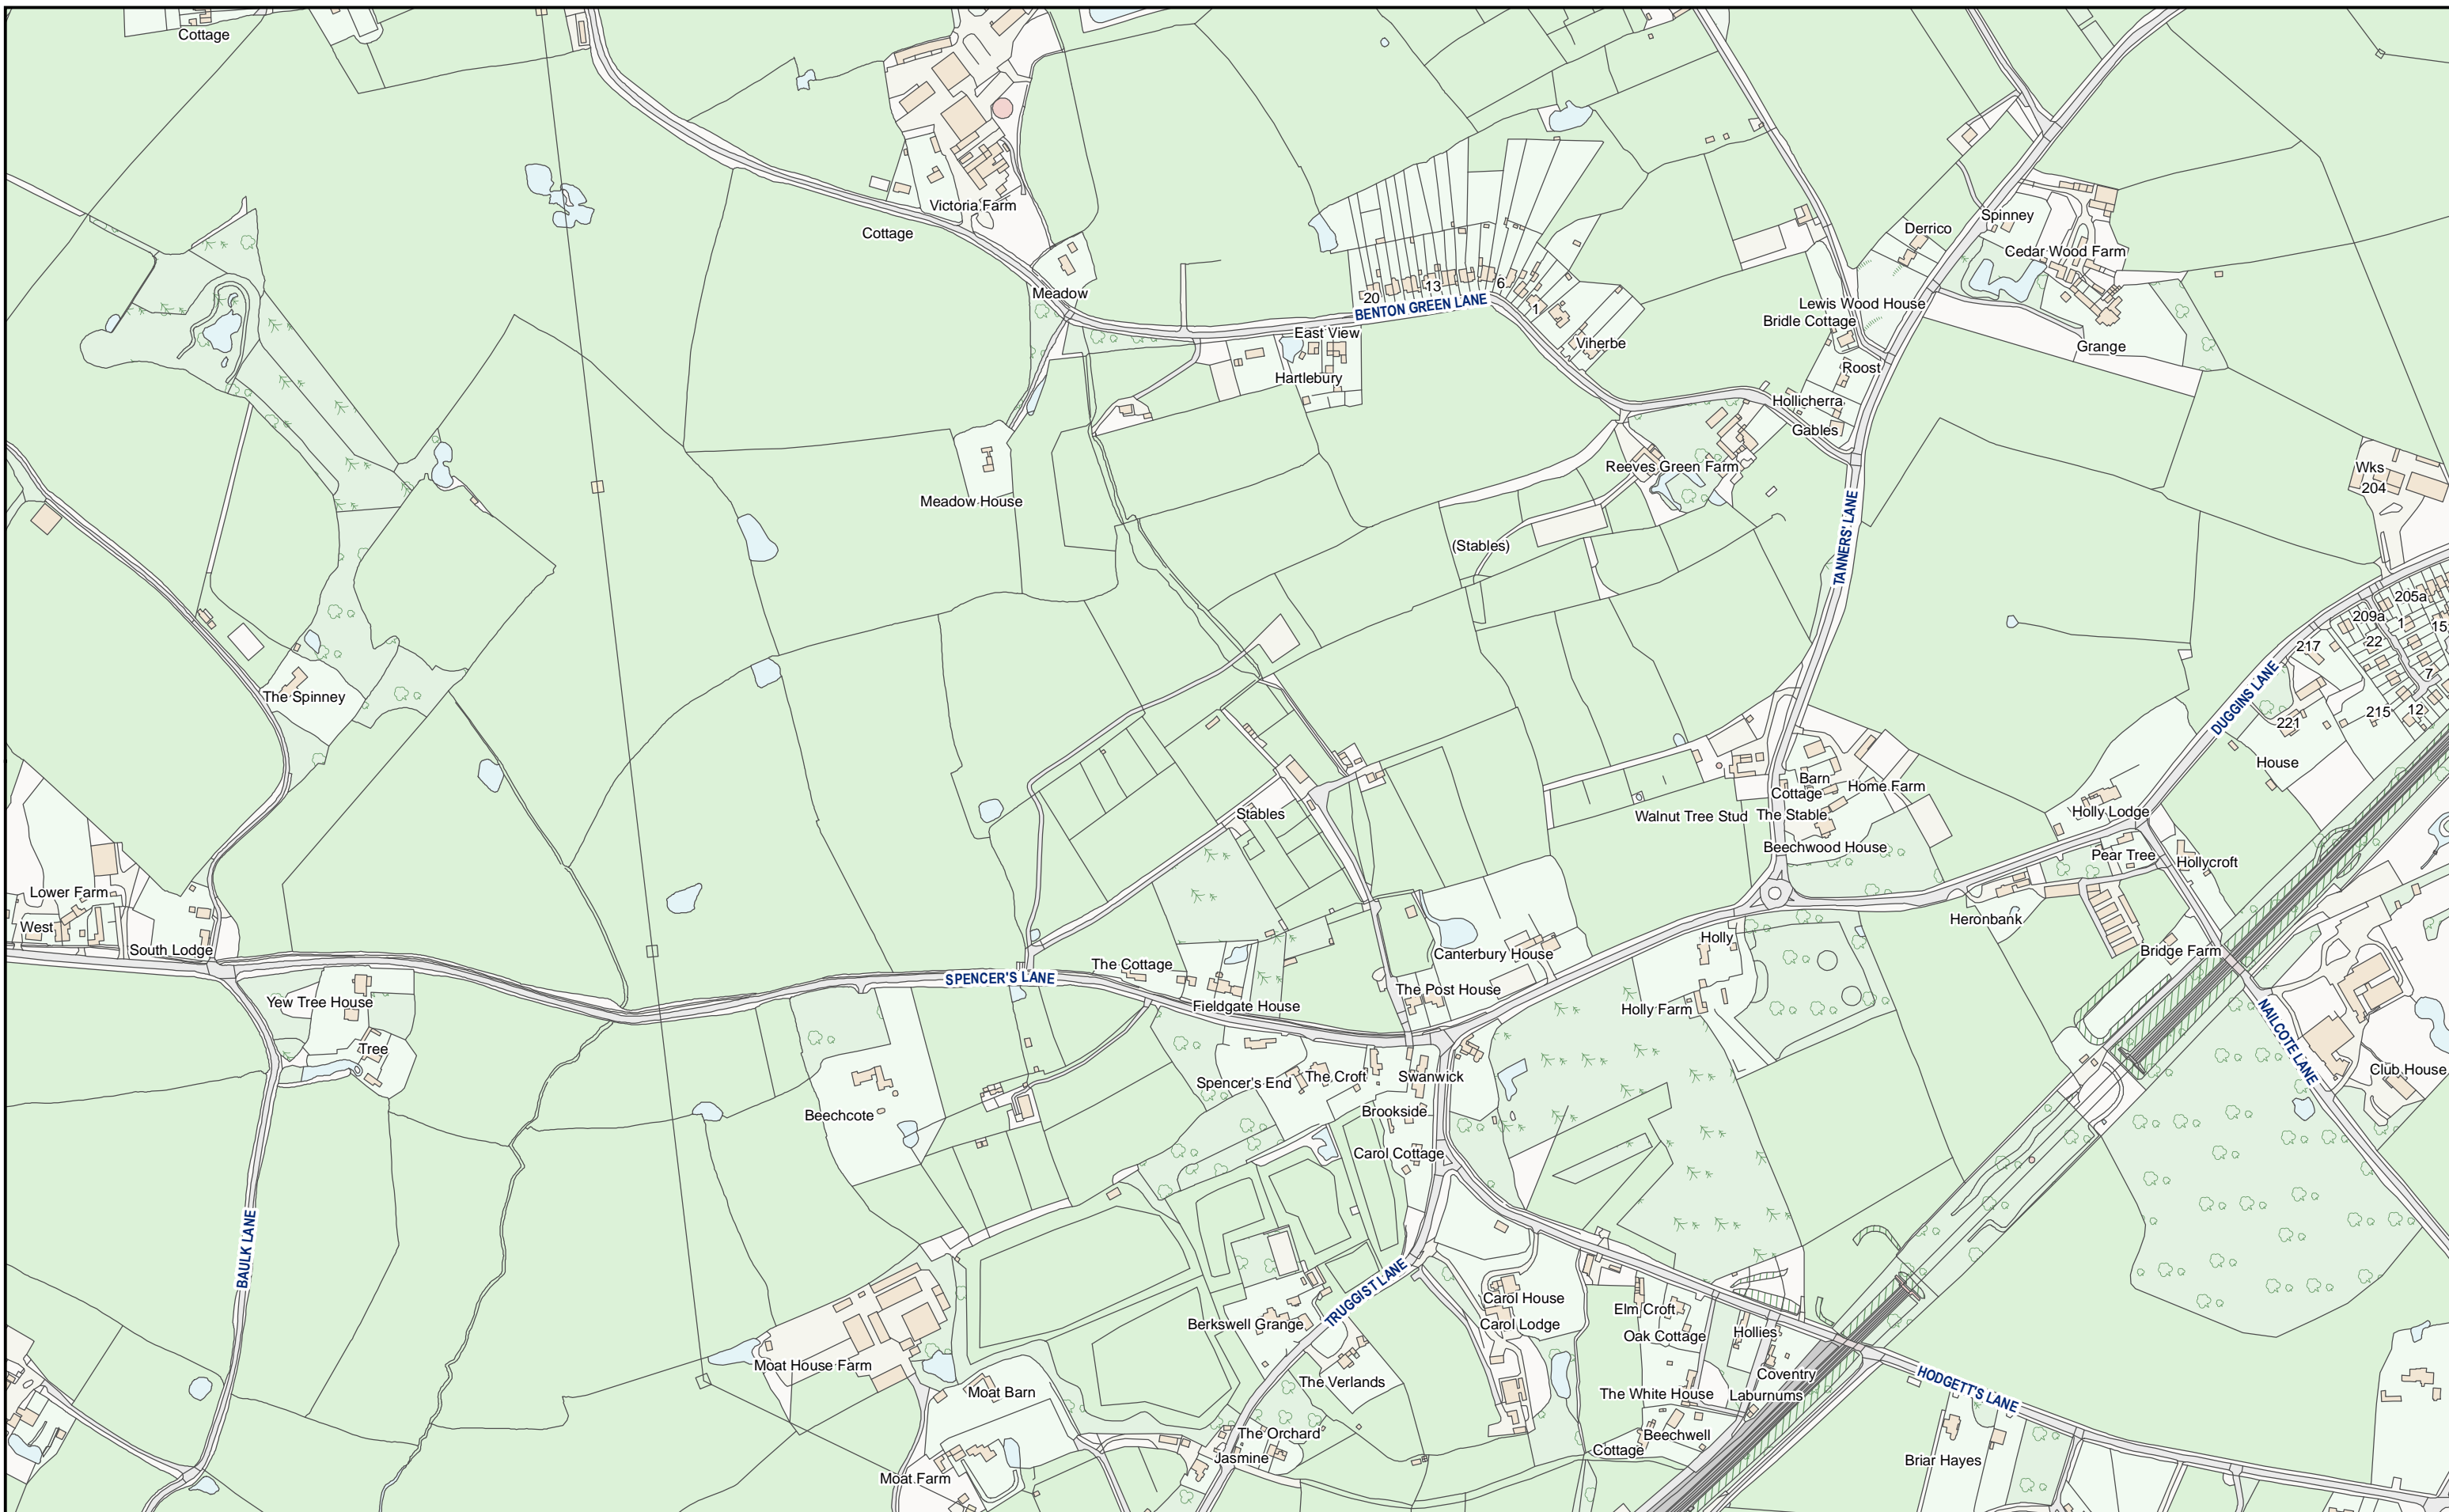 Cottage
Victoria Farm
Cottage
Meadow
Spinney
Derrico
Cedar Wood Farm
20
13
6
1
BENTON GREEN LANE
Lewis Wood House
Bridle Cottage
East View
Viherbe
Grange
Roost
Hartlebury
Hollicherra
Gables
Reeves Green Farm
Wks
204
Meadow House
TANNERS' LANE
(Stables)
205a
209a
1
15
22
217
7
The Spinney
DUGGINS LANE
215
12
221
House
Barn
Cottage
Home Farm
Stables
Walnut Tree Stud
The Stable
Holly Lodge
Beechwood House
Pear Tree
Hollycroft
Lower Farm
West
South Lodge
Heronbank
Holly
Bridge Farm
Canterbury House
The Cottage
SPENCER'S LANE
The Post House
Yew Tree House
Fieldgate House
Holly Farm
NAILCOTE LANE
Tree
Spencer's End
The Croft
Swanwick
Club House
Beechcote
Brookside
Carol Cottage
BAULK LANE
TRUGGIST LANE
Carol House
Elm Croft
Berkswell Grange
Carol Lodge
Oak Cottage
Hollies
Moat House Farm
Coventry
The Verlands
The White House
Laburnums
HODGETT'S LANE
Moat Barn
The Orchard
Beechwell
Cottage
Jasmine
Briar Hayes
Moat Farm